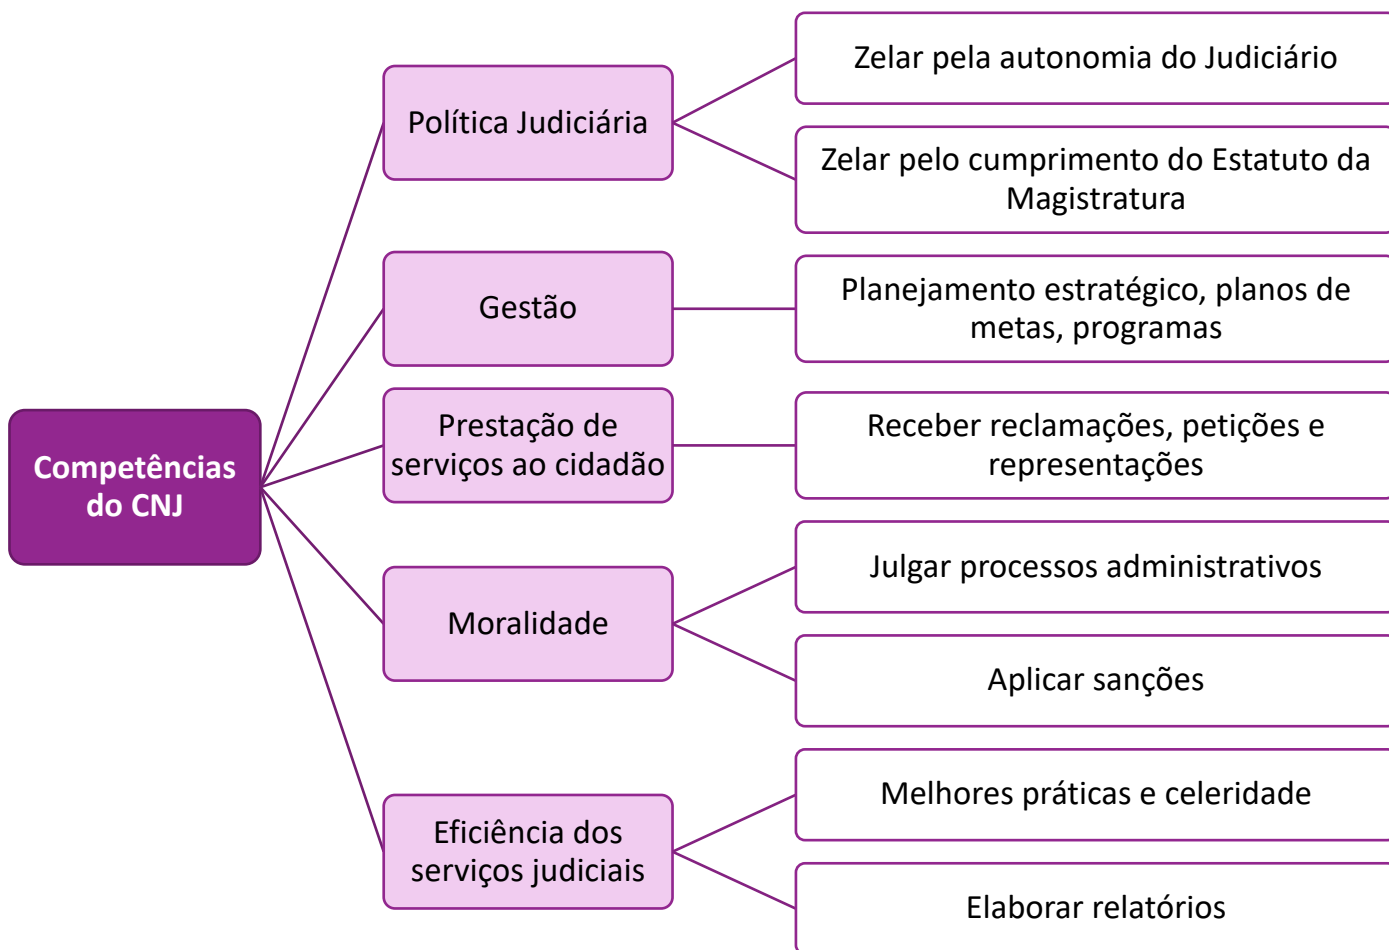 Competências
do CNJ
Política Judiciária
Zelar pela autonomia do Judiciário
Zelar pelo cumprimento do Estatuto da
Magistratura
Gestão
Planejamento estratégico, planos de
metas, programas
Prestação de
serviços ao cidadão
Receber reclamações, petições e
representações
Moralidade
Julgar processos administrativos
Aplicar sanções
Eficiência dos
serviços judiciais
Melhores práticas e celeridade
Elaborar relatórios